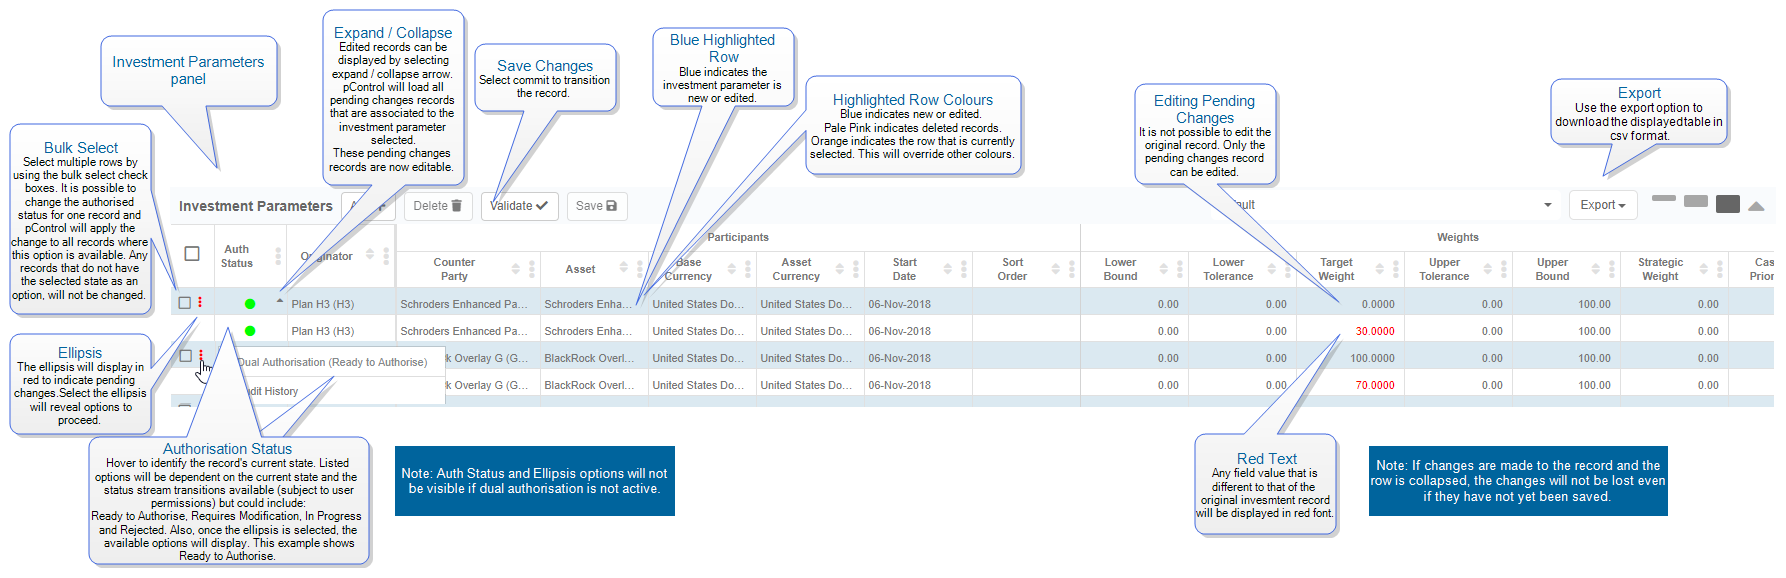 Investment Parameters
panel
Expand / Collapse
Edited records can be
displayed by selecting
expand / collapse arrow.
pControl will load all
pending changes records
that are associated to the
investment parameter
selected.
These pending changes
records are now editable.
Save Changes
Select commit to transition
the record.
Blue Highlighted
Row
Blue indicates the
investment parameter is
new or edited.
Highlighted Row Colours
Blue indicates new or edited.
Pale Pink indicates deleted records.
Orange indicates the row that is currently
selected. This will override other colours.
Editing Pending
Changes
It is not possible to edit the
original record. Only the
pending changes record
can be edited.
Export
Use the export option to
download the displayed table in
csv format.
Bulk Select
Select multiple rows by
using the bulk select check
boxes. It is possible to
change the authorised
status for one record and
pControl will apply the
change to all records where
this option is available. Any
records that do not have
the selected state as an
option, will not be changed.
Investment Parameters Delete Validate Save Export
Participants Weights
Auth Status Originator Counter Party Asset Base Currency Asset Currency Start Date Sort Order Lower Bound Lower Tolerance Target Weight Upper Tolerance Upper Bound Strategic Weight
Plan H3 (H3) Schroders Enhanced Pa... Schroders Enha... United States Do... United States Do... 06-Nov-2018 0.00 0.00 0.0000 0.00 100.00 0.00
Plan H3 (H3) Schroders Enhanced Pa... Schroders Enha... United States Do... United States Do... 06-Nov-2018 0.00 0.00 30.0000 0.00 100.00 0.00
Dual Authorisation (Ready to Authorise) k Overlay G (G... BlackRock Overl... United States Do... United States Do... 06-Nov-2018 0.00 0.00 100.0000 0.00 100.00 0.00
udit History k Overlay G (G... BlackRock Overl... United States Do... United States Do... 06-Nov-2018 0.00 0.00 70.0000 0.00 100.00 0.00
Ellipsis
The ellipsis will display in
red to indicate pending
changes.Select the ellipsis
will reveal options to
proceed.
Authorisation Status
Hover to identify the record's current state. Listed
options will be dependent on the current state and the
status stream transitions available (subject to user
permissions) but could include:
Ready to Authorise, Requires Modification, In Progress
and Rejected. Also, once the ellipsis is selected, the
available options will display. This example shows
Ready to Authorise.
Note: Auth Status and Ellipsis options will not
be visible if dual authorisation is not active.
Red Text
Any field value that is
different to that of the
original invesmtent record
will be displayed in red font.
Note: If changes are made to the record and the
row is collapsed, the changes will not be lost even
if they have not yet been saved.